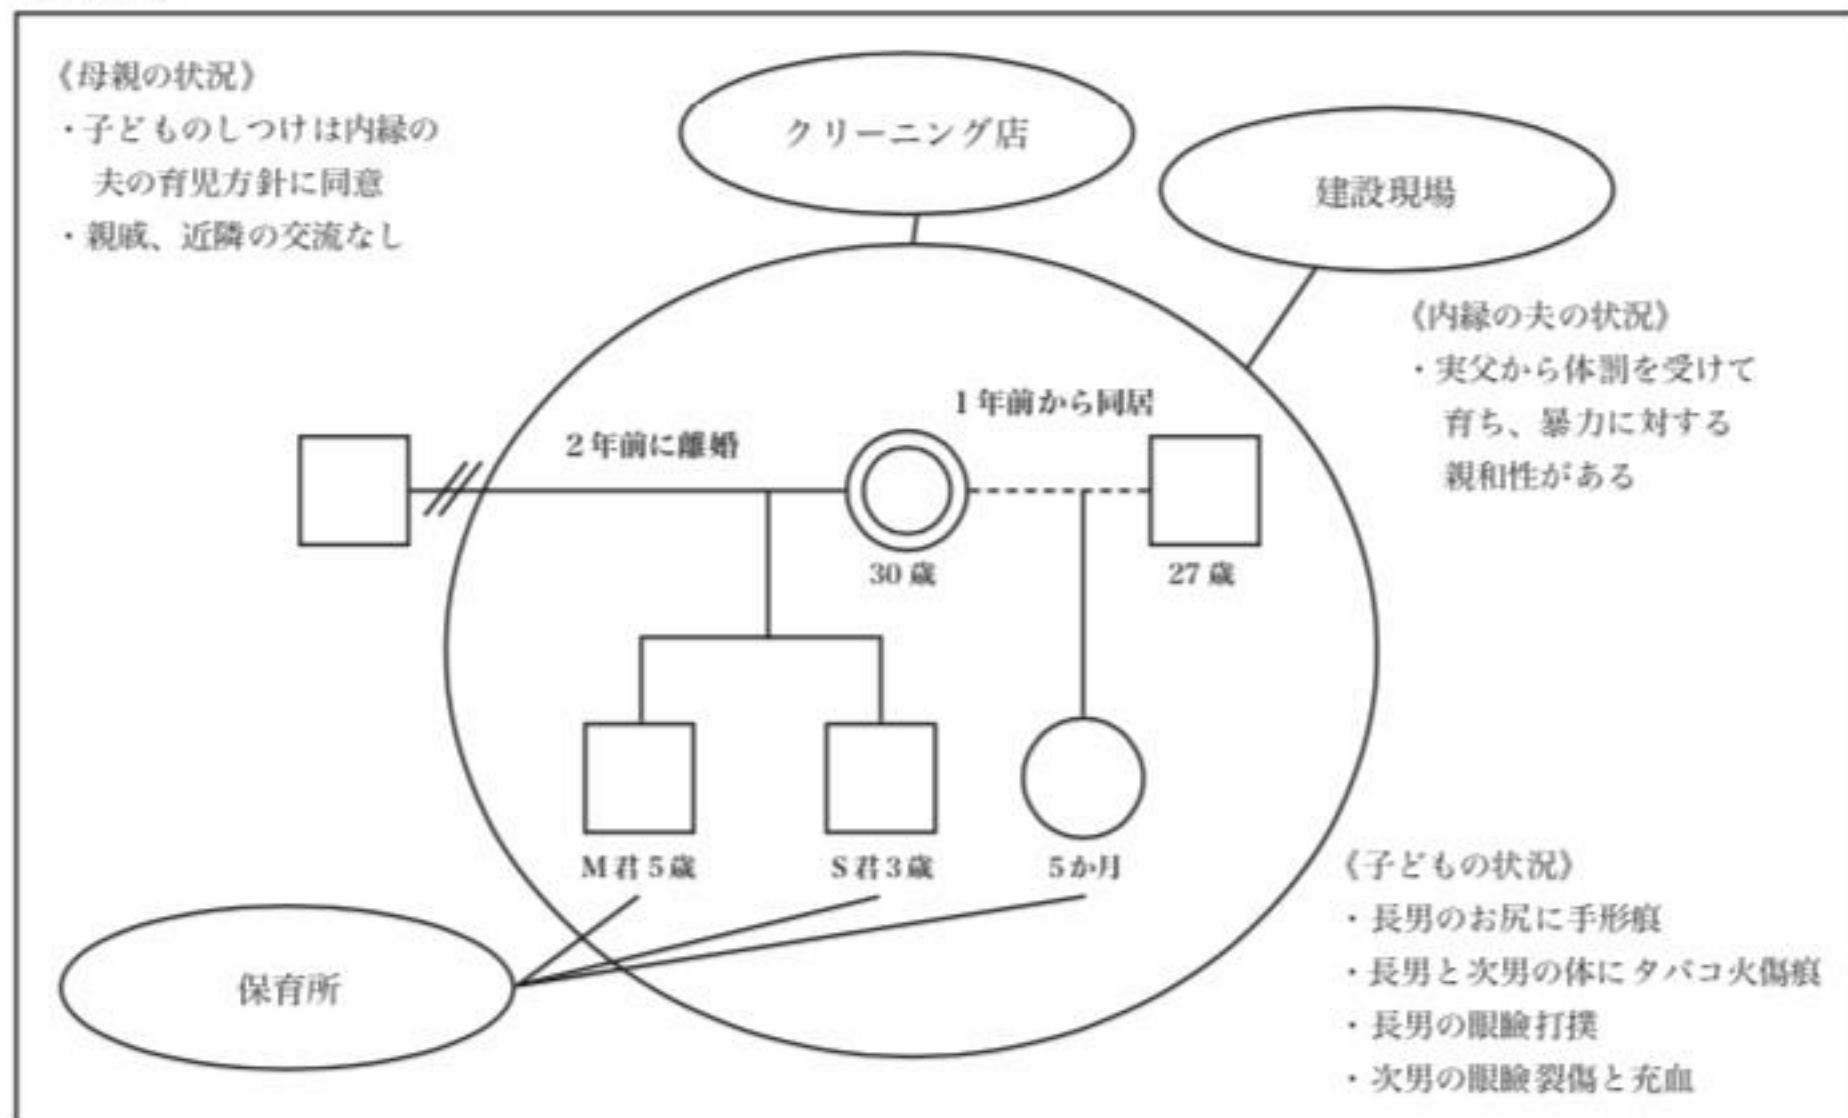 《母親の状況》
・子どものしつけは内縁の
夫の育児方針に同意
・親戚、近隣の交流なし
クリーニング店
建設現場
《内縁の夫の状況》
・実父から体罰を受けて
育ち、暴力に対する
親和性がある
1年前から同居
2年前に離婚
30歳
27歳
M君5歳
S君3歳
5か月
保育所
《子どもの状況》
・長男のお尻に手形痕
・長男と次男の体にタバコ火傷痕
・長男の眼瞼打撲
・次男の眼瞼裂傷と充血